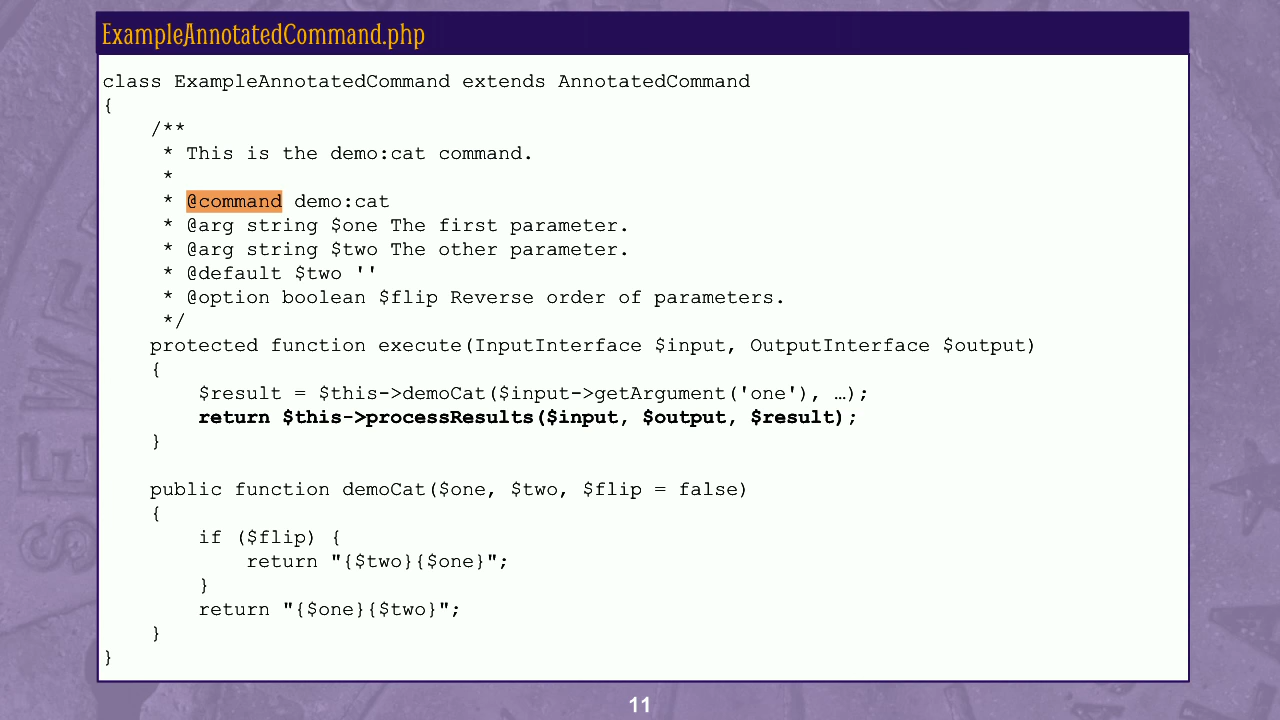 ExampleAnnotatedCommand.php
class ExampleAnnotatedCommand extends AnnotatedCommand
{
    /**
     * This is the demo:cat command.
     *
     * @command demo:cat
     * @arg string $one The first parameter.
     * @arg string $two The other parameter.
     * @default $two ''
     * @option boolean $flip Reverse order of parameters.
     */
    protected function execute(InputInterface $input, OutputInterface $output)
    {
        $result = $this->demoCat($input->getArgument('one'), …);
        return $this->processResults($input, $output, $result);
    }

    public function demoCat($one, $two, $flip = false)
    {
        if ($flip) {
            return "{$two}{$one}";
        }
        return "{$one}{$two}";
    }
}
11